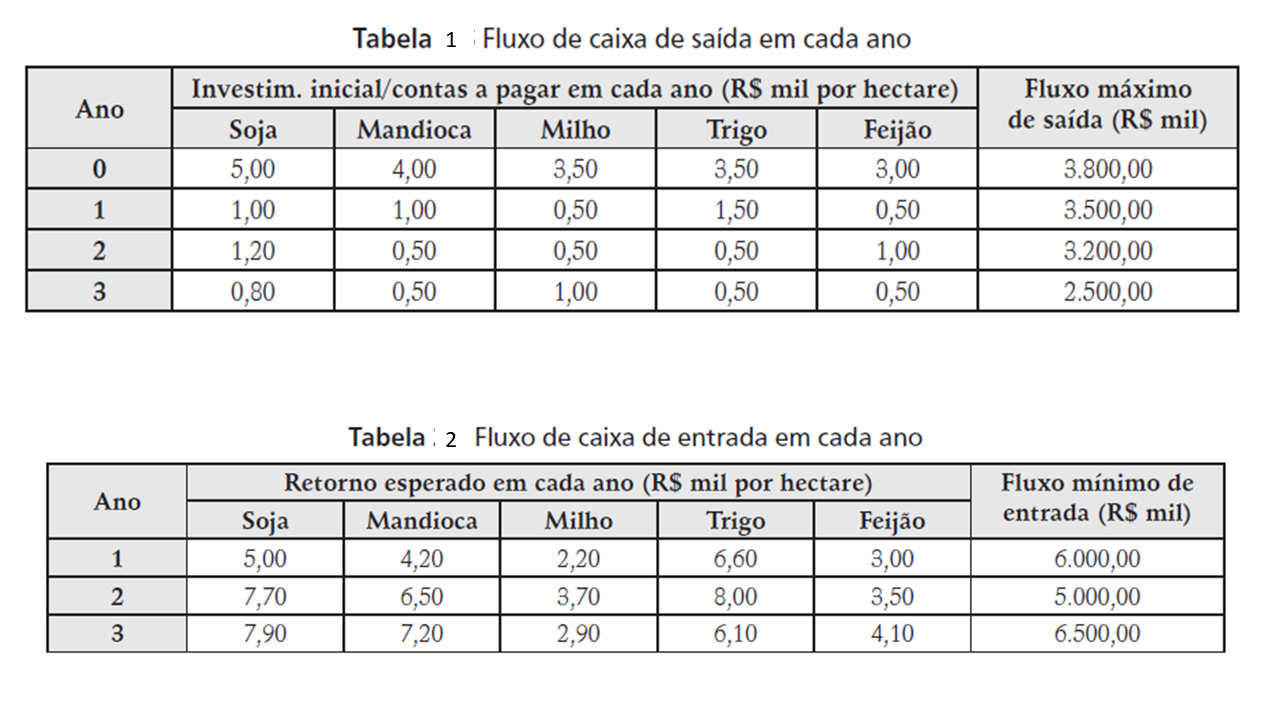 Tabela 1 Fluxo de caixa de saída em cada ano
Ano Investim. inicial/contas a pagar em cada ano (R$ mil por hectare) Fluxo máximo de saída (R$ mil)
Soja Mandioca Milho Trigo Feijão
0 5,00 4,00 3,50 3,50 3,00 3.800,00
1 1,00 1,00 0,50 1,50 0,50 3.500,00
2 1,20 0,50 0,50 0,50 1,00 3.200,00
3 0,80 0,50 1,00 0,50 0,50 2.500,00
Tabela 2 Fluxo de caixa de entrada em cada ano
Ano Retorno esperado em cada ano (R$ mil por hectare) Fluxo mínimo de entrada (R$ mil)
Soja Mandioca Milho Trigo Feijão
1 5,00 4,20 2,20 6,60 3,00 6.000,00
2 7,70 6,50 3,70 8,00 3,50 5.000,00
3 7,90 7,20 2,90 6,10 4,10 6.500,00